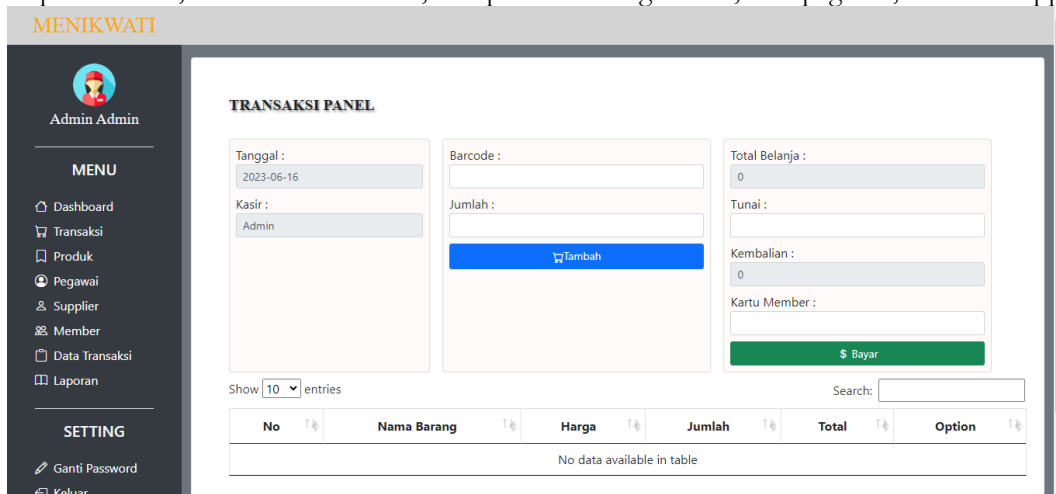 MENIKWATI
Admin Admin
MENU
Dashboard
Transaksi
Produk
Pegawai
Supplier
Member
Data Transaksi
Laporan
SETTING
Ganti Password
Keluar
TRANSAKSI PANEL
Tanggal :
2023-06-16
Kasir :
Admin
Barcode :
Jumlah :
Tambah
Total Belanja :
0
Tunai :
Kembalian :
0
Kartu Member :
$ Bayar
Show 10 entries
Search:
No Nama Barang Harga Jumlah Total Option
No data available in table